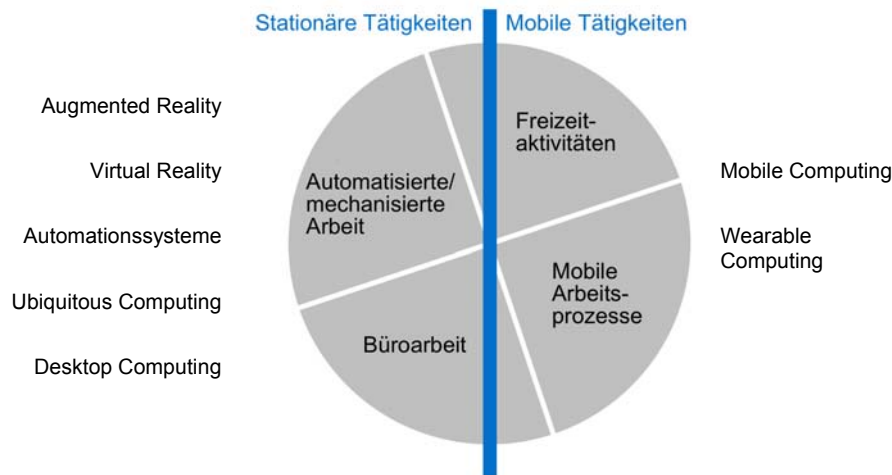 Stationäre Tätigkeiten
Mobile Tätigkeiten
Augmented Reality
Virtual Reality
Automationssysteme
Ubiquitous Computing
Desktop Computing
Automatisierte/
mechanisierte
Arbeit
Büroarbeit
Freizeit-
aktivitäten
Mobile
Arbeits-
prozesse
Mobile Computing
Wearable
Computing